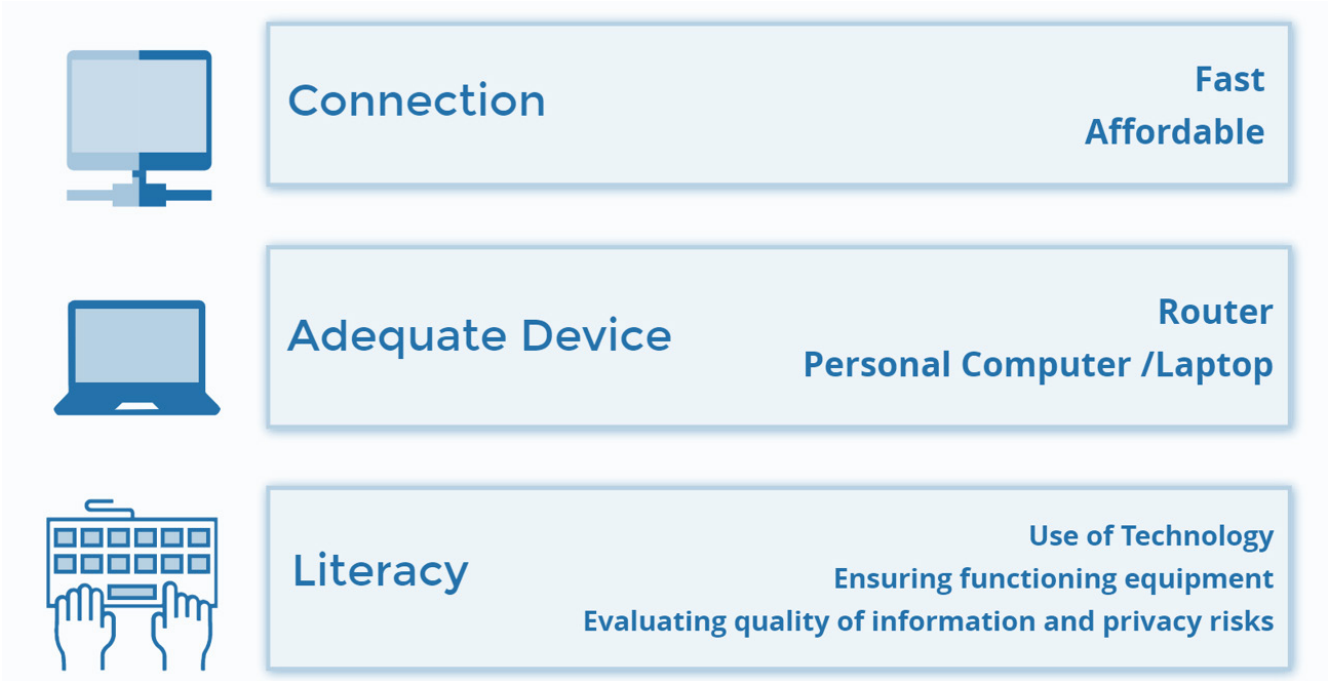 Connection
Fast
Affordable
Adequate Device
Router
Personal Computer /Laptop
Literacy
Use of Technology
Ensuring functioning equipment
Evaluating quality of information and privacy risks